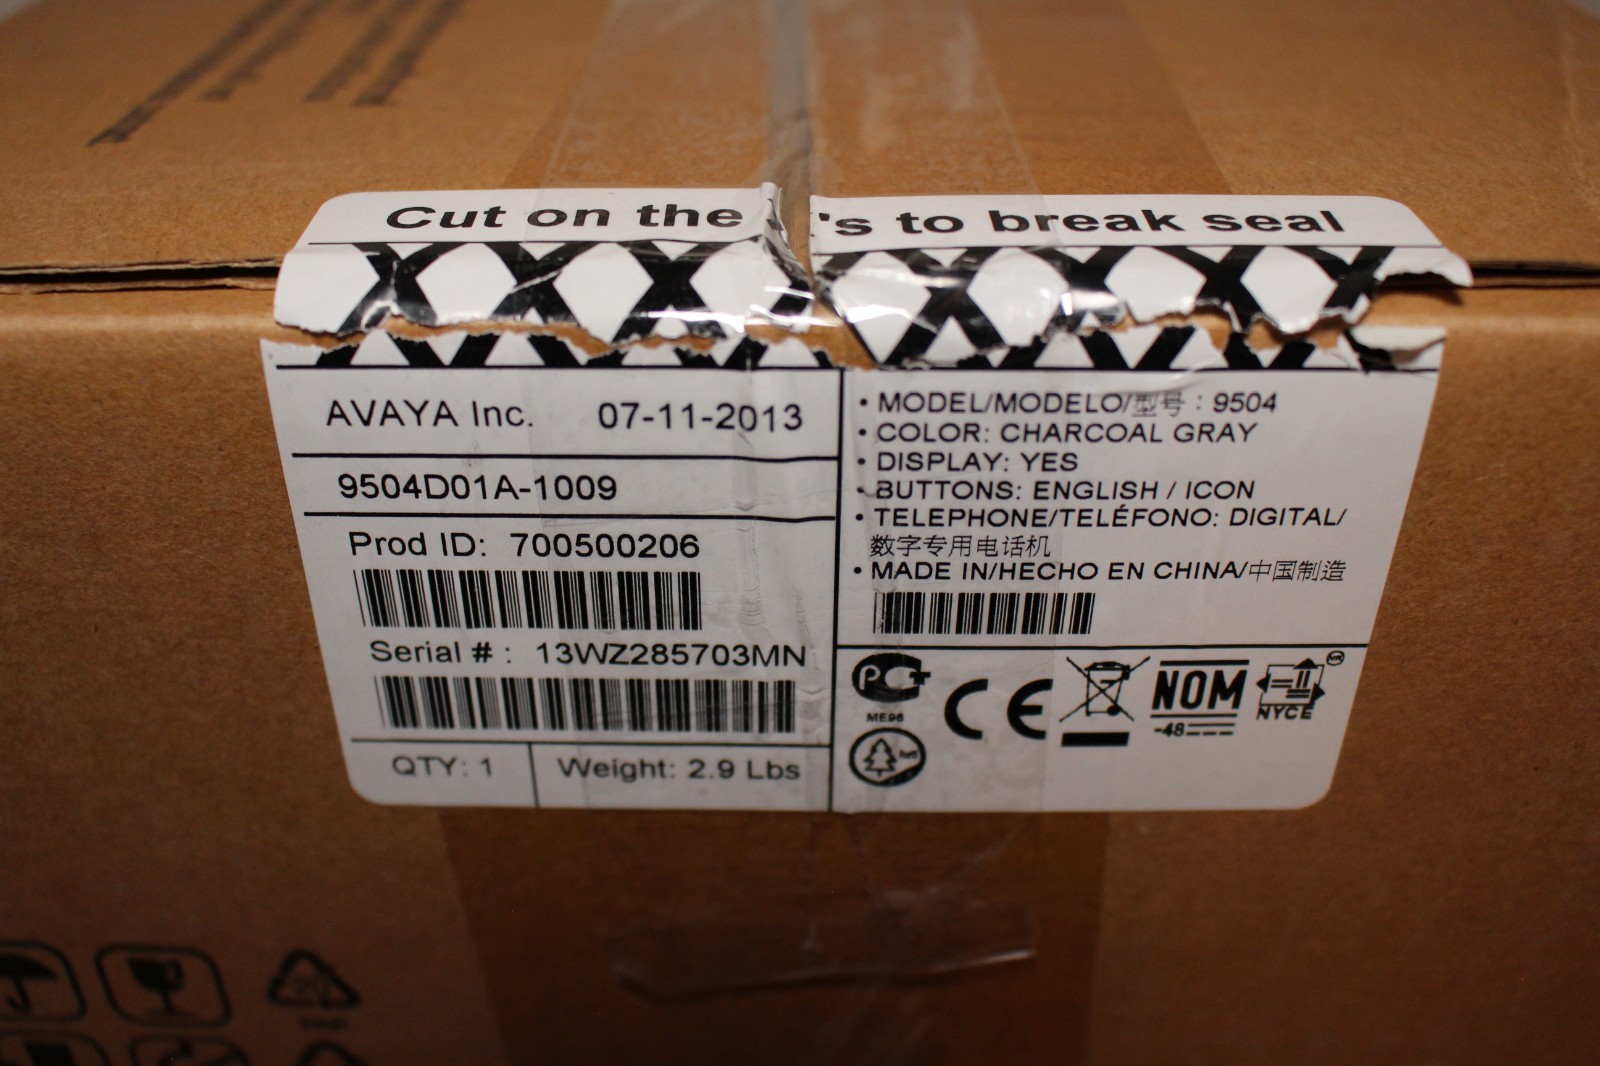 Cut on the 's to break seal
AVAYA Inc. 07-11-2013
9504D01A-1009
Prod ID: 700500206
Serial # : 13WZ285703MN
QTY: 1 Weight: 2.9 Lbs
• MODEL/MODELO/型号 : 9504
• COLOR: CHARCOAL GRAY
• DISPLAY: YES
• BUTTONS: ENGLISH / ICON
• TELEPHONE/TELÉFONO: DIGITAL/
数字专用电话机
• MADE IN/HECHO EN CHINA/中国制造
PCT
ME96
CE
NOM
-48---
NYCE